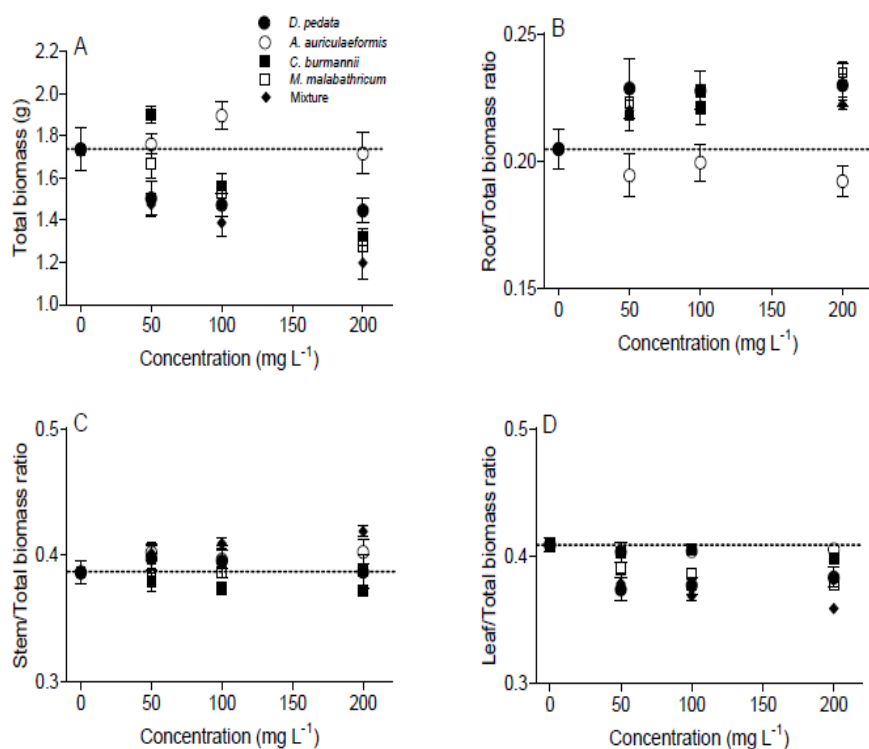 A
D. pedata
A. auriculaeformis
C. burmannii
M. malabathricum
Mixture
Total biomass (g)
2.2
2.0
1.8
1.6
1.4
1.2
1.0
0 50 100 150 200
Concentration (mg L⁻¹)
B
Root/Total biomass ratio
0.25
0.20
0.15
0 50 100 150 200
Concentration (mg L⁻¹)
C
Stem/Total biomass ratio
0.5
0.4
0.3
0 50 100 150 200
Concentration (mg L⁻¹)
D
Leaf/Total biomass ratio
0.5
0.4
0.3
0 50 100 150 200
Concentration (mg L⁻¹)